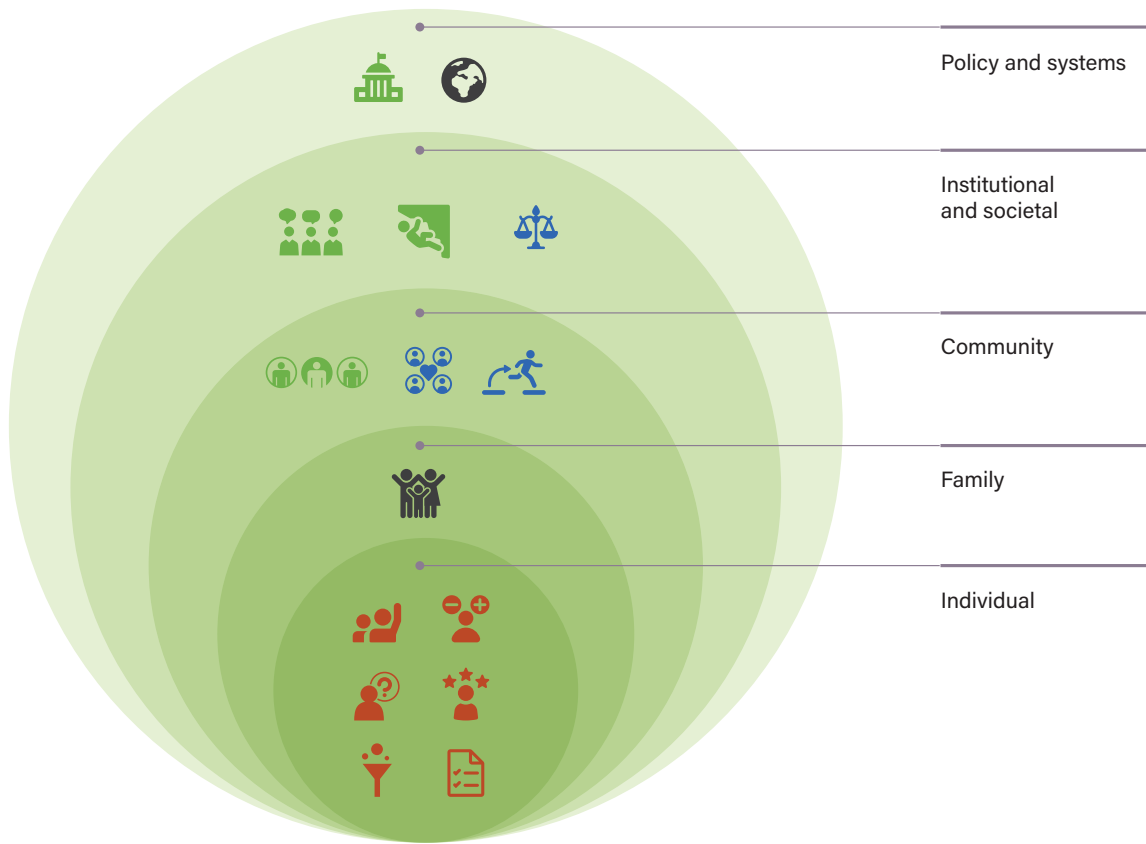 Policy and systems
Institutional
and societal
Community
Family
Individual